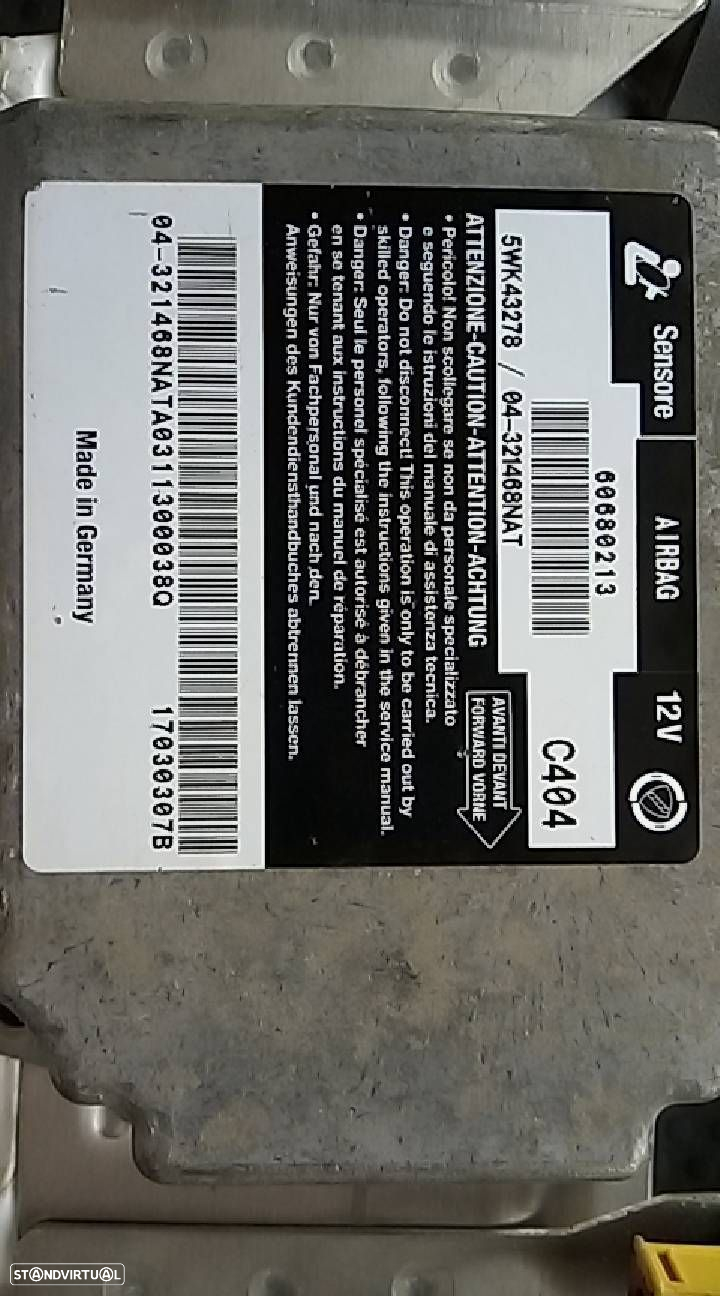 Sensore AIRBAG 12V
60680213
5WK43278 / 04-321468NAT
C404
ATTENZIONE-CAUTION-ATTENTION-ACHTUNG
AVANTI DEVANT
FORWARD VORNE
• Pericolo! Non scollegare se non da personale specializzato
e seguendo le istruzioni del manuale di assistenza tecnica.
• Danger: Do not disconnect! This operation is only to be carried out by
skilled operators, following the instructions given in the service manual.
• Danger: Seul le personel spécialisé est autorisé à débrancher
en se tenant aux instructions du manuel de réparation.
• Gefahr: Nur von Fachpersonal und nach den
Anweisungen des Kundendiensthandbuches abtrennen lassen.
04-321468NATA0311300038Q 17030307B
Made in Germany
STANDVIRTUAL